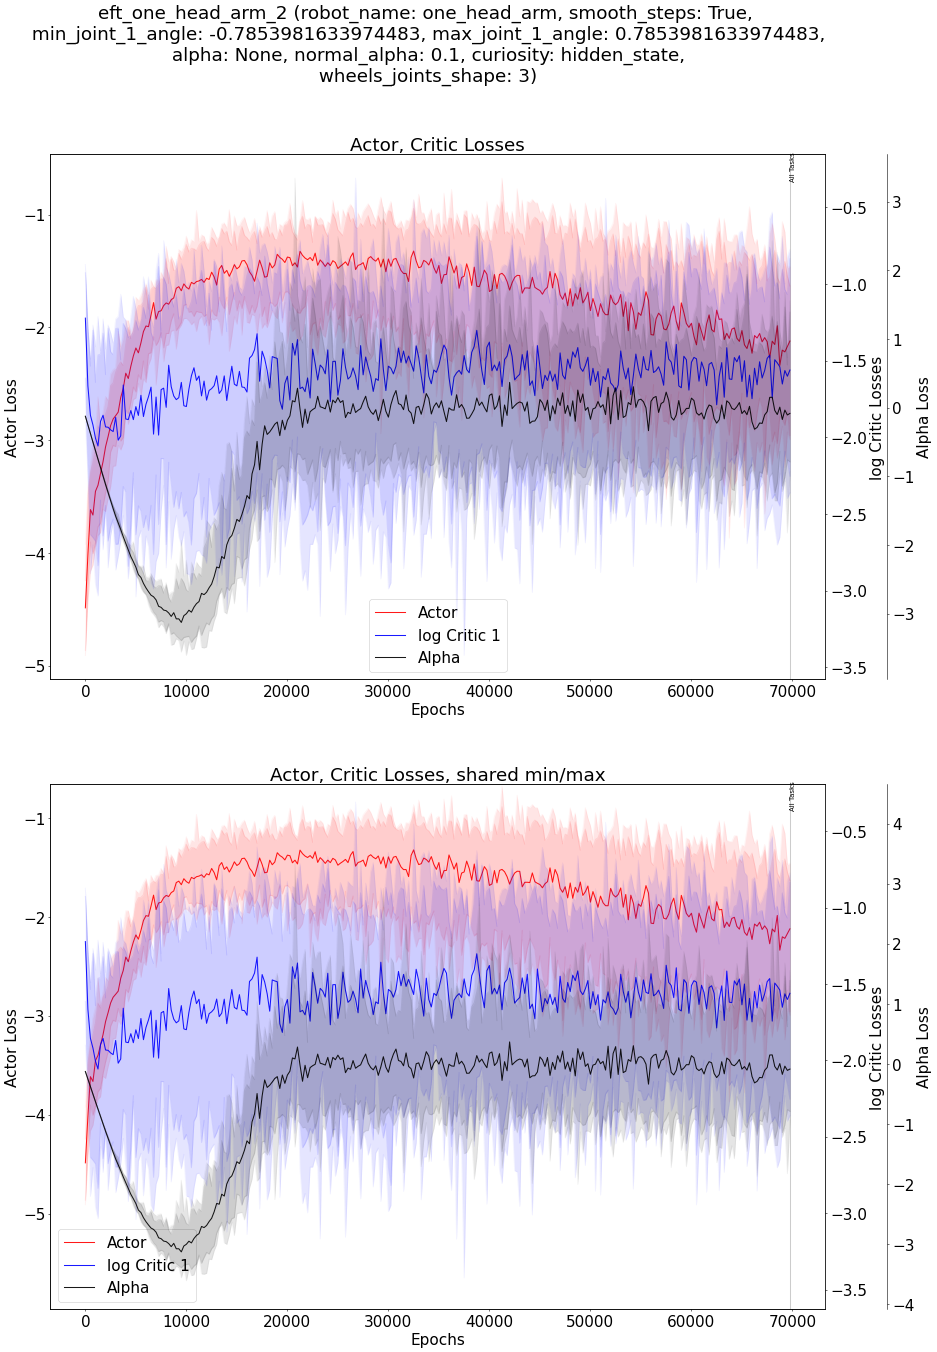 eft_one_head_arm_2 (robot_name: one_head_arm, smooth_steps: True,
min_joint_1_angle: -0.7853981633974483, max_joint_1_angle: 0.7853981633974483,
alpha: None, normal_alpha: 0.1, curiosity: hidden_state,
wheels_joints_shape: 3)
Actor, Critic Losses
All Tasks
−1
−2
−3
−4
−5
Actor Loss
−0.5
−1.0
−1.5
−2.0
−2.5
−3.0
−3.5
log Critic Losses
3
2
1
0
−1
−2
−3
Alpha Loss
Actor
log Critic 1
Alpha
0 10000 20000 30000 40000 50000 60000 70000
Epochs
Actor, Critic Losses, shared min/max
All Tasks
−1
−2
−3
−4
−5
Actor Loss
−0.5
−1.0
−1.5
−2.0
−2.5
−3.0
−3.5
log Critic Losses
4
3
2
1
0
−1
−2
−3
−4
Alpha Loss
Actor
log Critic 1
Alpha
0 10000 20000 30000 40000 50000 60000 70000
Epochs